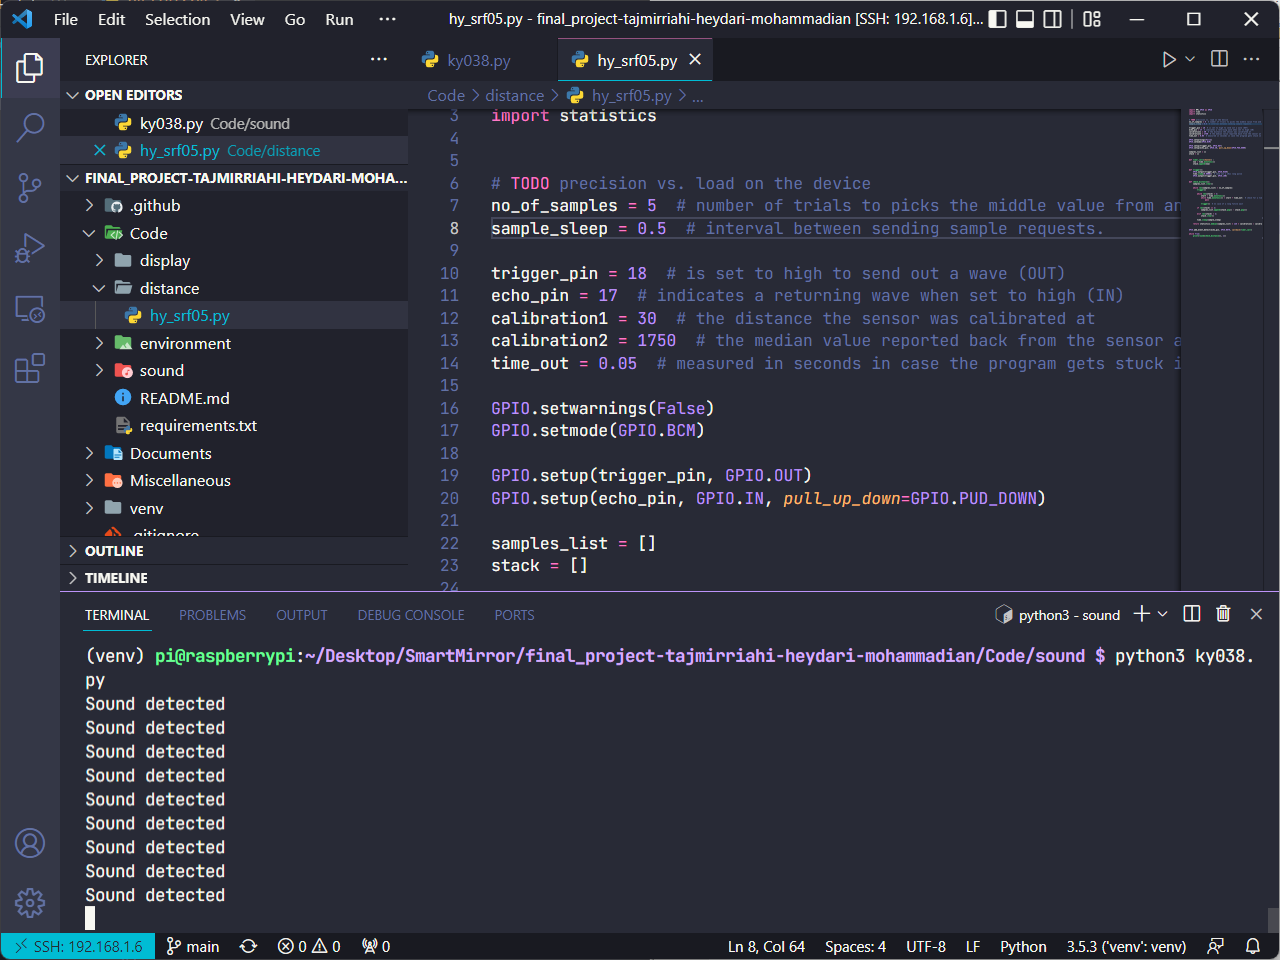 File Edit Selection View Go Run ··· hy_srf05.py - final_project-tajmirriahi-heydari-mohammadian [SSH: 192.168.1.6]...
EXPLORER ···
OPEN EDITORS
ky038.py Code/sound
hy_srf05.py Code/distance
FINAL_PROJECT-TAJMIRRIAHI-HEYDARI-MOHA...
.github
Code
display
distance
hy_srf05.py
environment
sound
README.md
requirements.txt
Documents
Miscellaneous
venv
.gitignore
OUTLINE
TIMELINE
ky038.py hy_srf05.py
Code > distance > hy_srf05.py > ...
3 import statistics
4
5
6 # TODO precision vs. load on the device
7 no_of_samples = 5  # number of trials to picks the middle value from an
8 sample_sleep = 0.5  # interval between sending sample requests.
9
10 trigger_pin = 18  # is set to high to send out a wave (OUT)
11 echo_pin = 17  # indicates a returning wave when set to high (IN)
12 calibration1 = 30  # the distance the sensor was calibrated at
13 calibration2 = 1750  # the median value reported back from the sensor a
14 time_out = 0.05  # measured in seconds in case the program gets stuck i
15
16 GPIO.setwarnings(False)
17 GPIO.setmode(GPIO.BCM)
18
19 GPIO.setup(trigger_pin, GPIO.OUT)
20 GPIO.setup(echo_pin, GPIO.IN, pull_up_down=GPIO.PUD_DOWN)
21
22 samples_list = []
23 stack = []
24
TERMINAL PROBLEMS OUTPUT DEBUG CONSOLE PORTS python3 - sound
(venv) pi@raspberrypi:~/Desktop/SmartMirror/final_project-tajmirriahi-heydari-mohammadian/Code/sound $ python3 ky038.
py
Sound detected
Sound detected
Sound detected
Sound detected
Sound detected
Sound detected
Sound detected
Sound detected
Sound detected
SSH: 192.168.1.6 main 0 0 0 Ln 8, Col 64 Spaces: 4 UTF-8 LF Python 3.5.3 ('venv': venv)